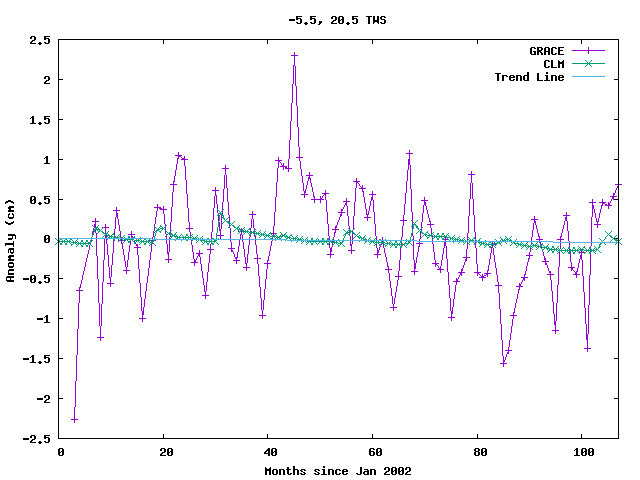 -5.5, 20.5 TWS
GRACE
CLM
Trend Line
2.5
2
1.5
1
0.5
0
-0.5
-1
-1.5
-2
-2.5
Anomaly (cm)
0 20 40 60 80 100
Months since Jan 2002